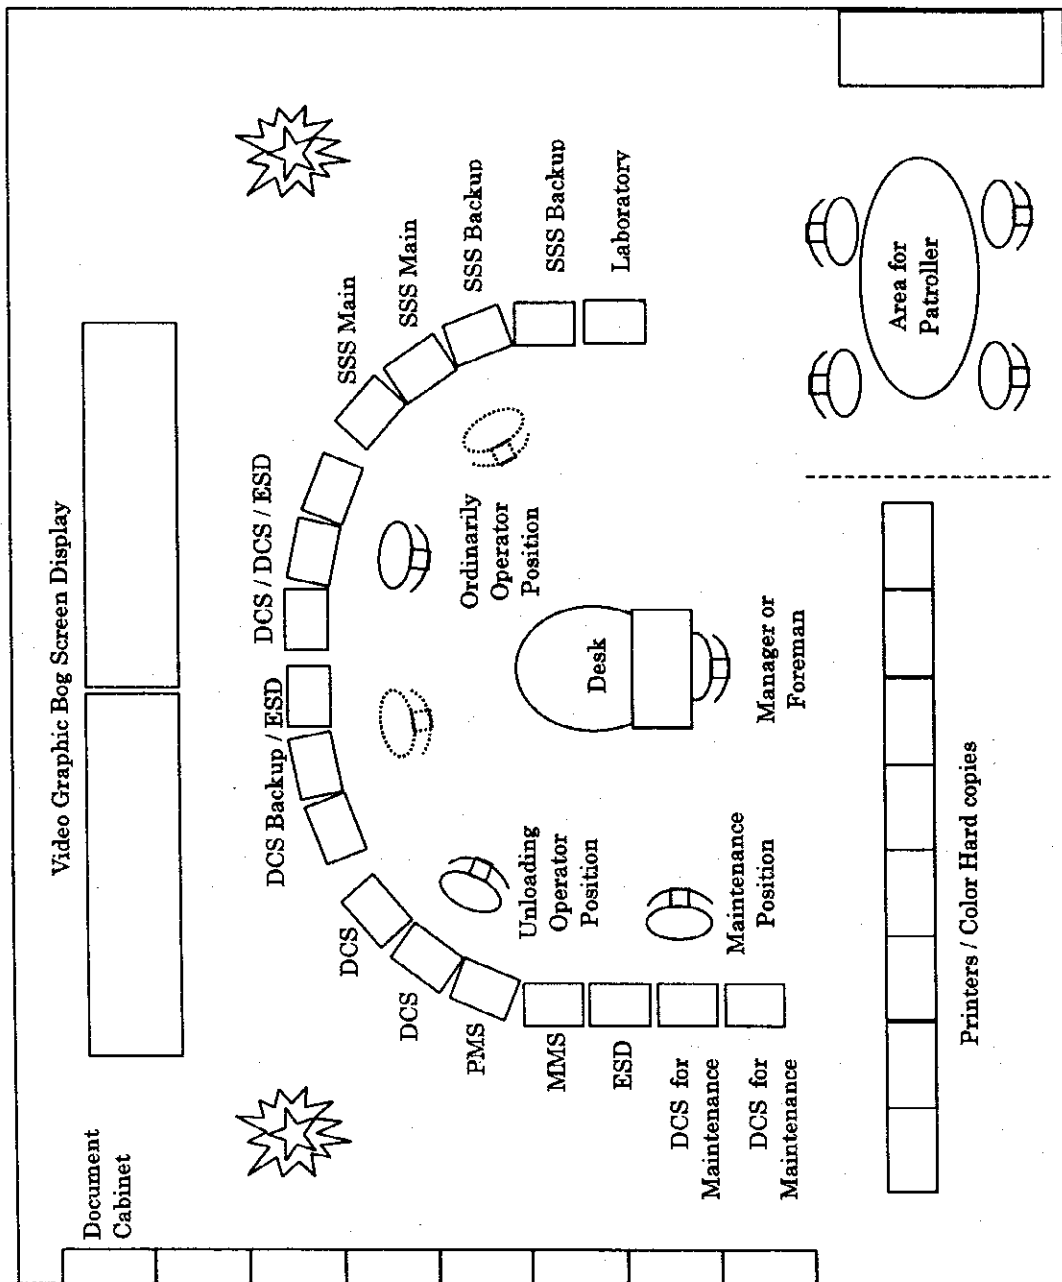 Document
Cabinet
Video Graphic Bog Screen Display
DCS for
Maintenance
DCS for
Maintenance
ESD
MMS
PMS
DCS
DCS
DCS Backup / ESD
DCS / DCS / ESD
SSS Main
SSS Main
SSS Backup
SSS Backup
Laboratory
Unloading
Operator
Position
Maintenance
Position
Ordinarily
Operator
Position
Desk
Manager or
Foreman
Printers / Color Hard copies
Area for
Patroller